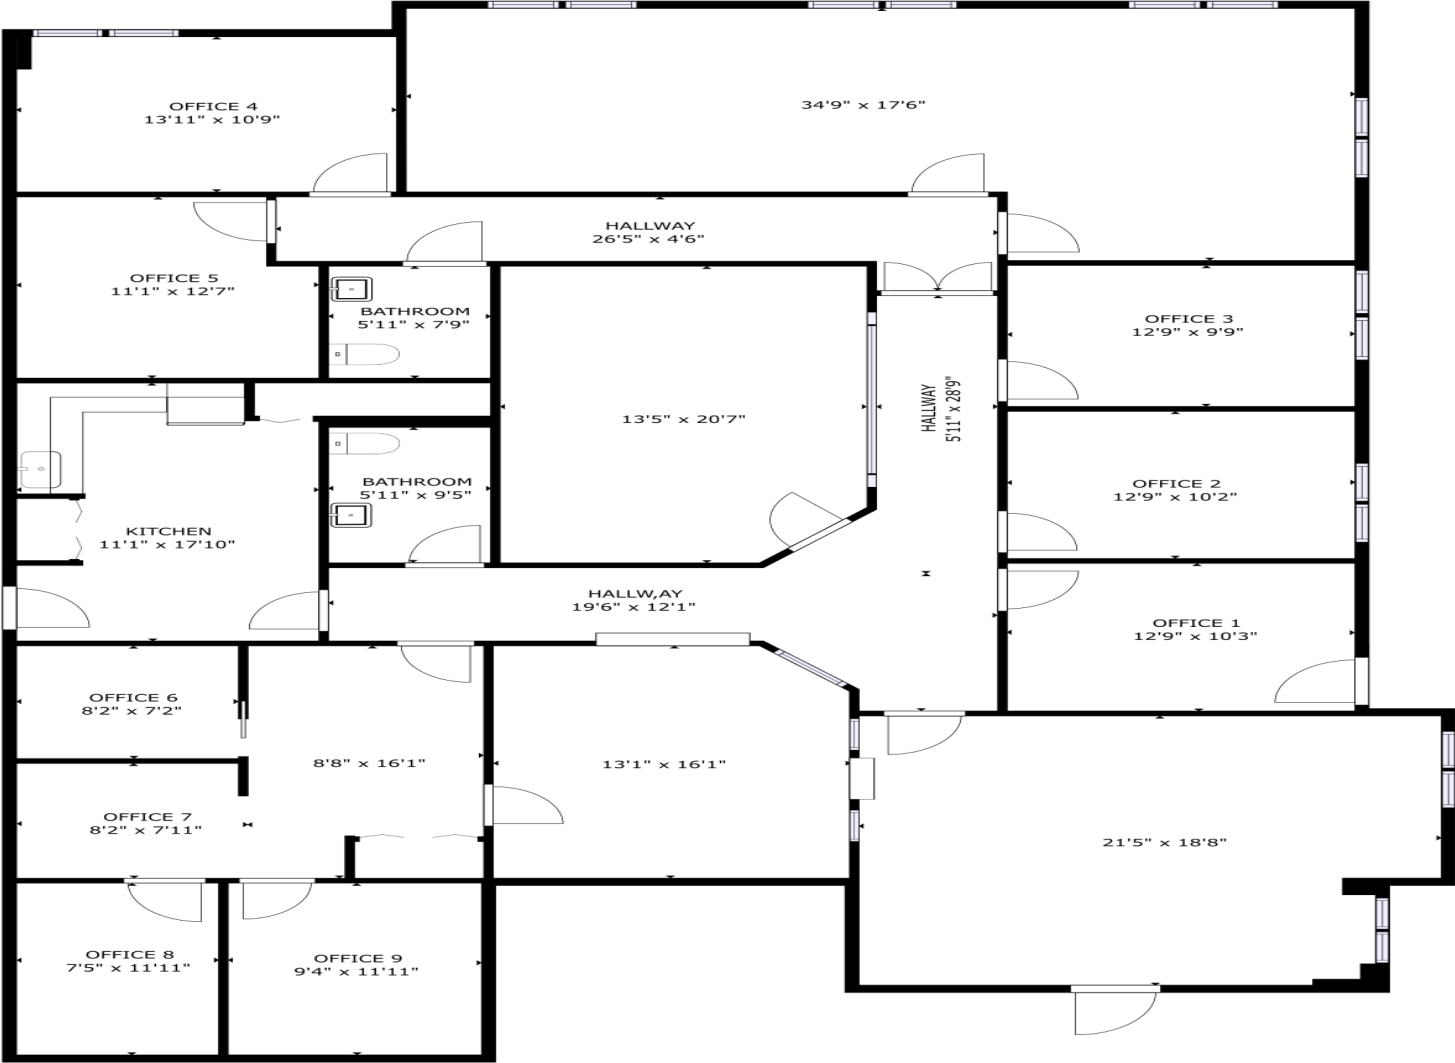 OFFICE 4
13'11" x 10'9"
34'9" x 17'6"
HALLWAY
26'5" x 4'6"
OFFICE 5
11'1" x 12'7"
BATHROOM
5'11" x 7'9"
OFFICE 3
12'9" x 9'9"
HALLWAY
5'11" x 28'9"
13'5" x 20'7"
BATHROOM
5'11" x 9'5"
OFFICE 2
12'9" x 10'2"
KITCHEN
11'1" x 17'10"
HALLW,AY
19'6" x 12'1"
OFFICE 1
12'9" x 10'3"
OFFICE 6
8'2" x 7'2"
8'8" x 16'1"
13'1" x 16'1"
OFFICE 7
8'2" x 7'11"
21'5" x 18'8"
OFFICE 8
7'5" x 11'11"
OFFICE 9
9'4" x 11'11"